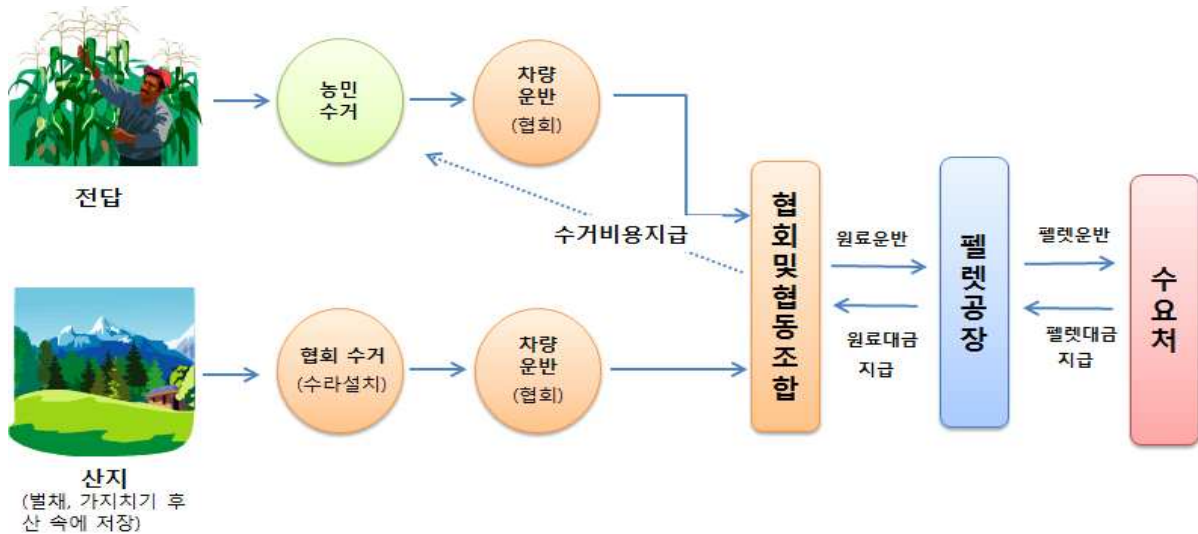 전답
농민
수거
차량
운반
(협회)
수거비용지급
산지
(벌채, 가지치기 후
산 속에 저장)
협회 수거
(수라설치)
차량
운반
(협회)
협회및협동조합
원료운반
원료대금
지급
펠렛공장
펠렛운반
펠렛대금
지급
수요처